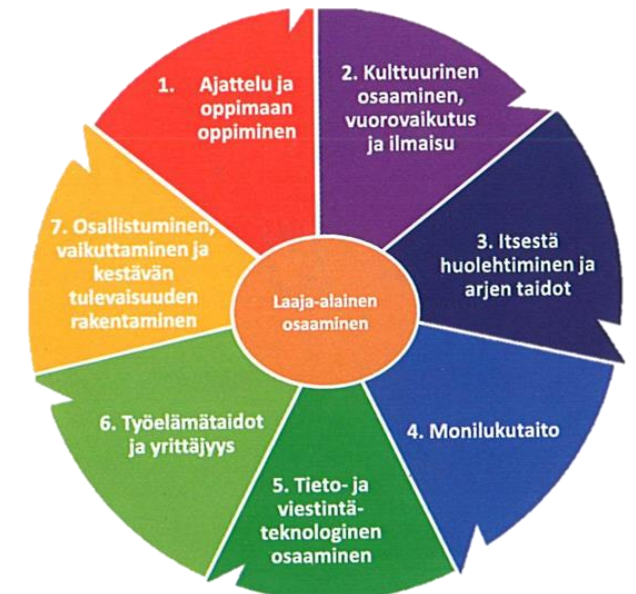 1. Ajattelu ja
oppimaan
oppiminen
2. Kulttuurinen
osaaminen,
vuorovaikutus
ja ilmaisu
3. Itsestä
huolehtiminen ja
arjen taidot
4. Monilukutaito
5. Tieto- ja
viestintä-
teknologinen
osaaminen
6. Työelämätaidot
ja yrittäjyys
7. Osallistuminen,
vaikuttaminen ja
kestävän
tulevaisuuden
rakentaminen
Laaja-alainen
osaaminen